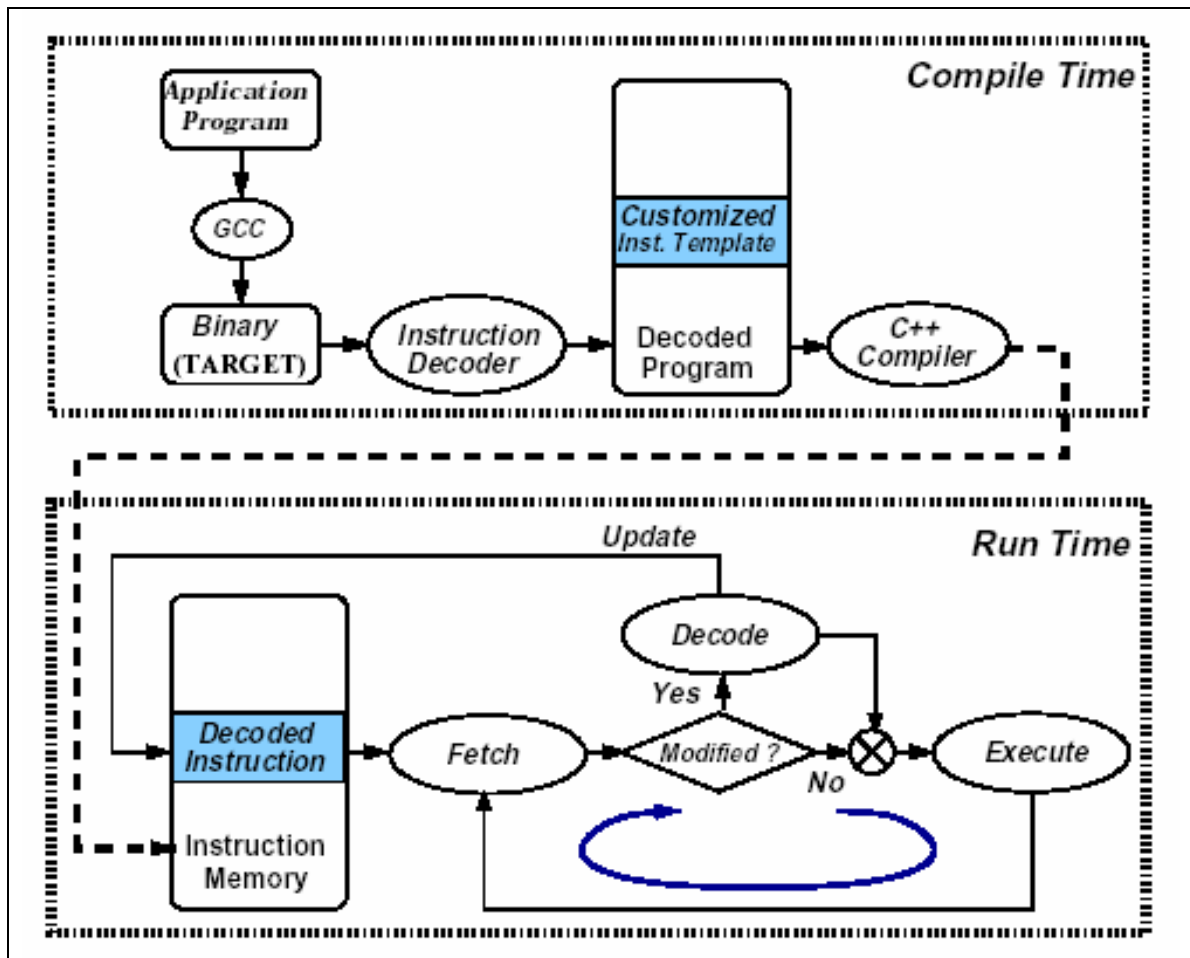 Compile Time
Application
Program
GCC
Binary
(TARGET)
Instruction
Decoder
Customized
Inst. Template
Decoded
Program
C++
Compiler
Run Time
Update
Decode
Yes
Decoded
Instruction
Fetch
Modified ?
No
Execute
Instruction
Memory